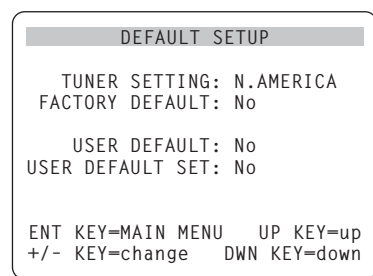 DEFAULT SETUP
TUNER SETTING: N.AMERICA
FACTORY DEFAULT: No
USER DEFAULT: No
USER DEFAULT SET: No
ENT KEY=MAIN MENU UP KEY=up
+/- KEY=change DWN KEY=down